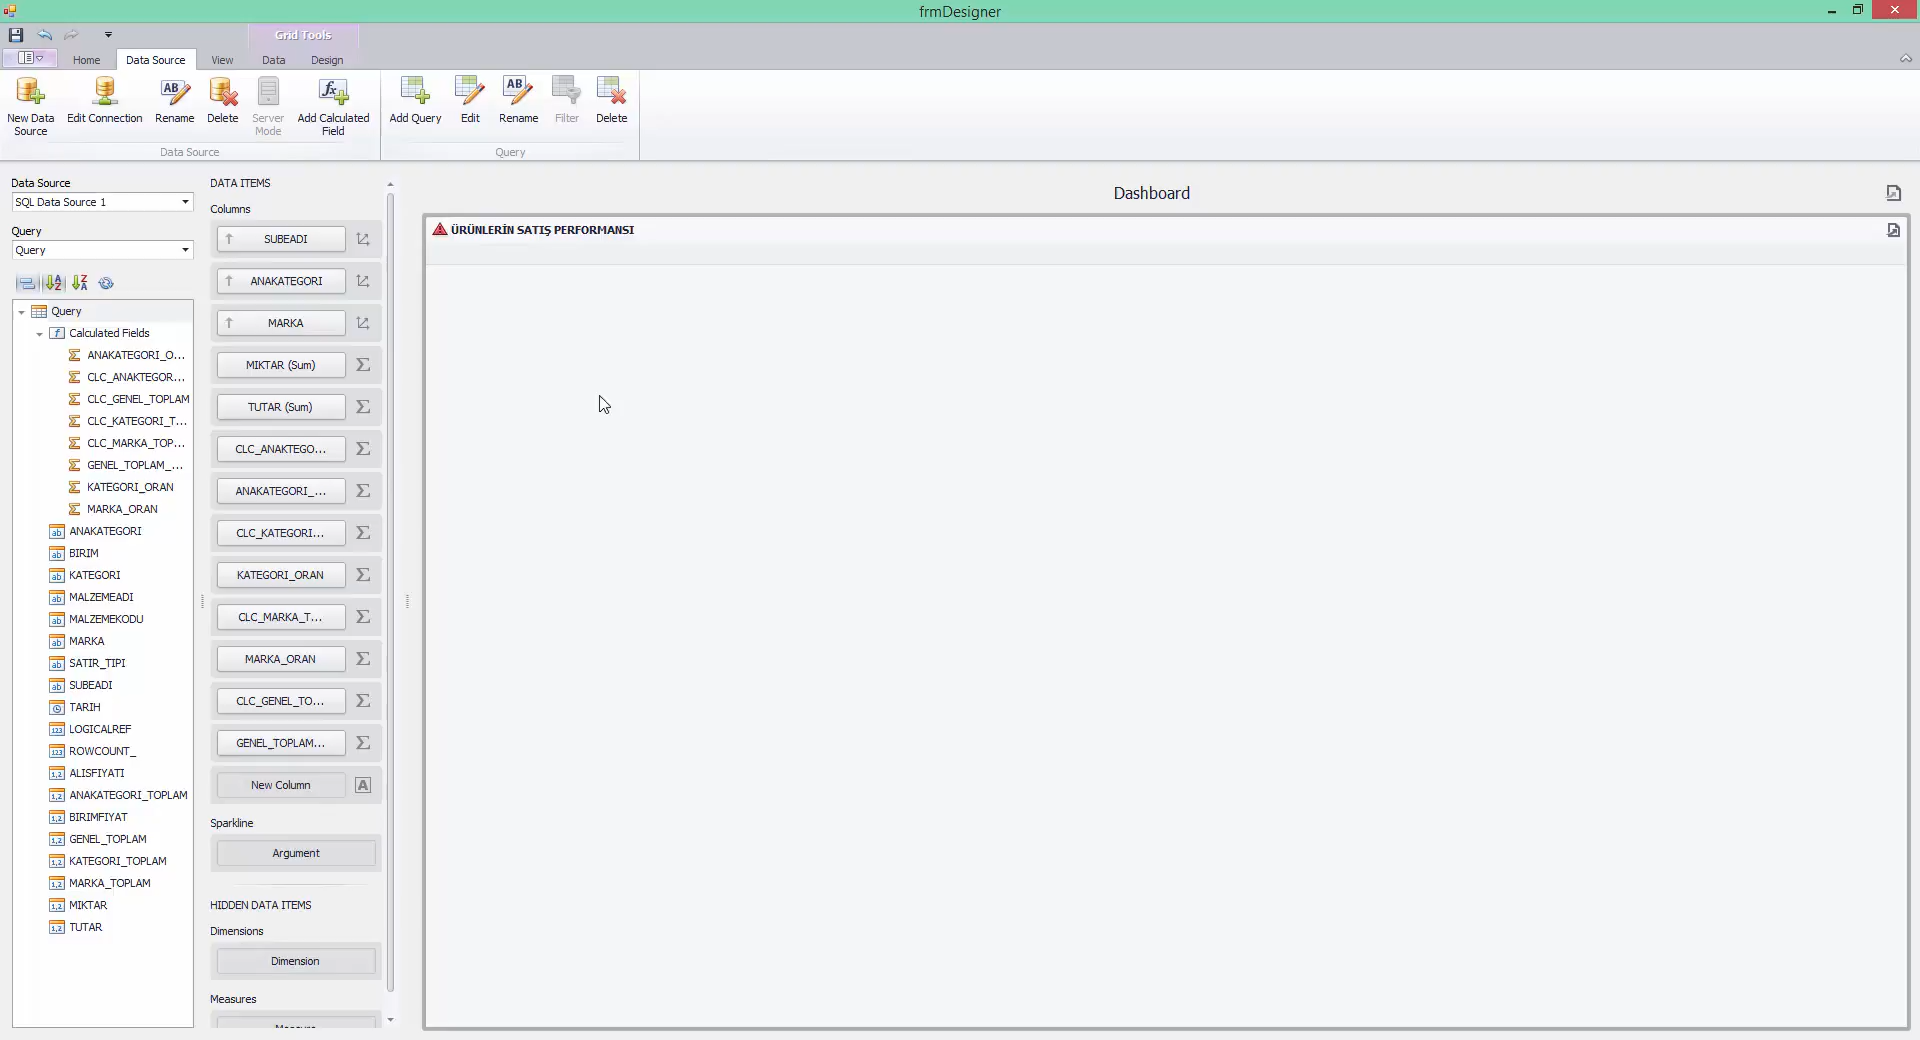 frmDesigner
Grid Tools
Home
Data Source
View
Data
Design
New Data
Source
Edit Connection
Rename
Delete
Server
Mode
Add Calculated
Field
Data Source
Add Query
Edit
Rename
Filter
Delete
Query
Data Source
SQL Data Source 1
Query
Query
Query
Calculated Fields
ANAKATEGORI_O...
CLC_ANAKTEGOR...
CLC_GENEL_TOPLAM
CLC_KATEGORI_T...
CLC_MARKA_TOP...
GENEL_TOPLAM_...
KATEGORI_ORAN
MARKA_ORAN
ANAKATEGORI
BIRIM
KATEGORI
MALZEMEADI
MALZEMEKODU
MARKA
SATIR_TIPI
SUBEADI
TARIH
LOGICALREF
ROWCOUNT_
ALISFIYATI
ANAKATEGORI_TOPLAM
BIRIMFIYAT
GENEL_TOPLAM
KATEGORI_TOPLAM
MARKA_TOPLAM
MIKTAR
TUTAR
DATA ITEMS
Columns
SUBEADI
ANAKATEGORI
MARKA
MIKTAR (Sum)
TUTAR (Sum)
CLC_ANAKTEGO...
ANAKATEGORI_...
CLC_KATEGORI...
KATEGORI_ORAN
CLC_MARKA_T...
MARKA_ORAN
CLC_GENEL_TO...
GENEL_TOPLAM...
New Column
Sparkline
Argument
HIDDEN DATA ITEMS
Dimensions
Dimension
Measures
Measure
Dashboard
ÜRÜNLERİN SATIŞ PERFORMANSI